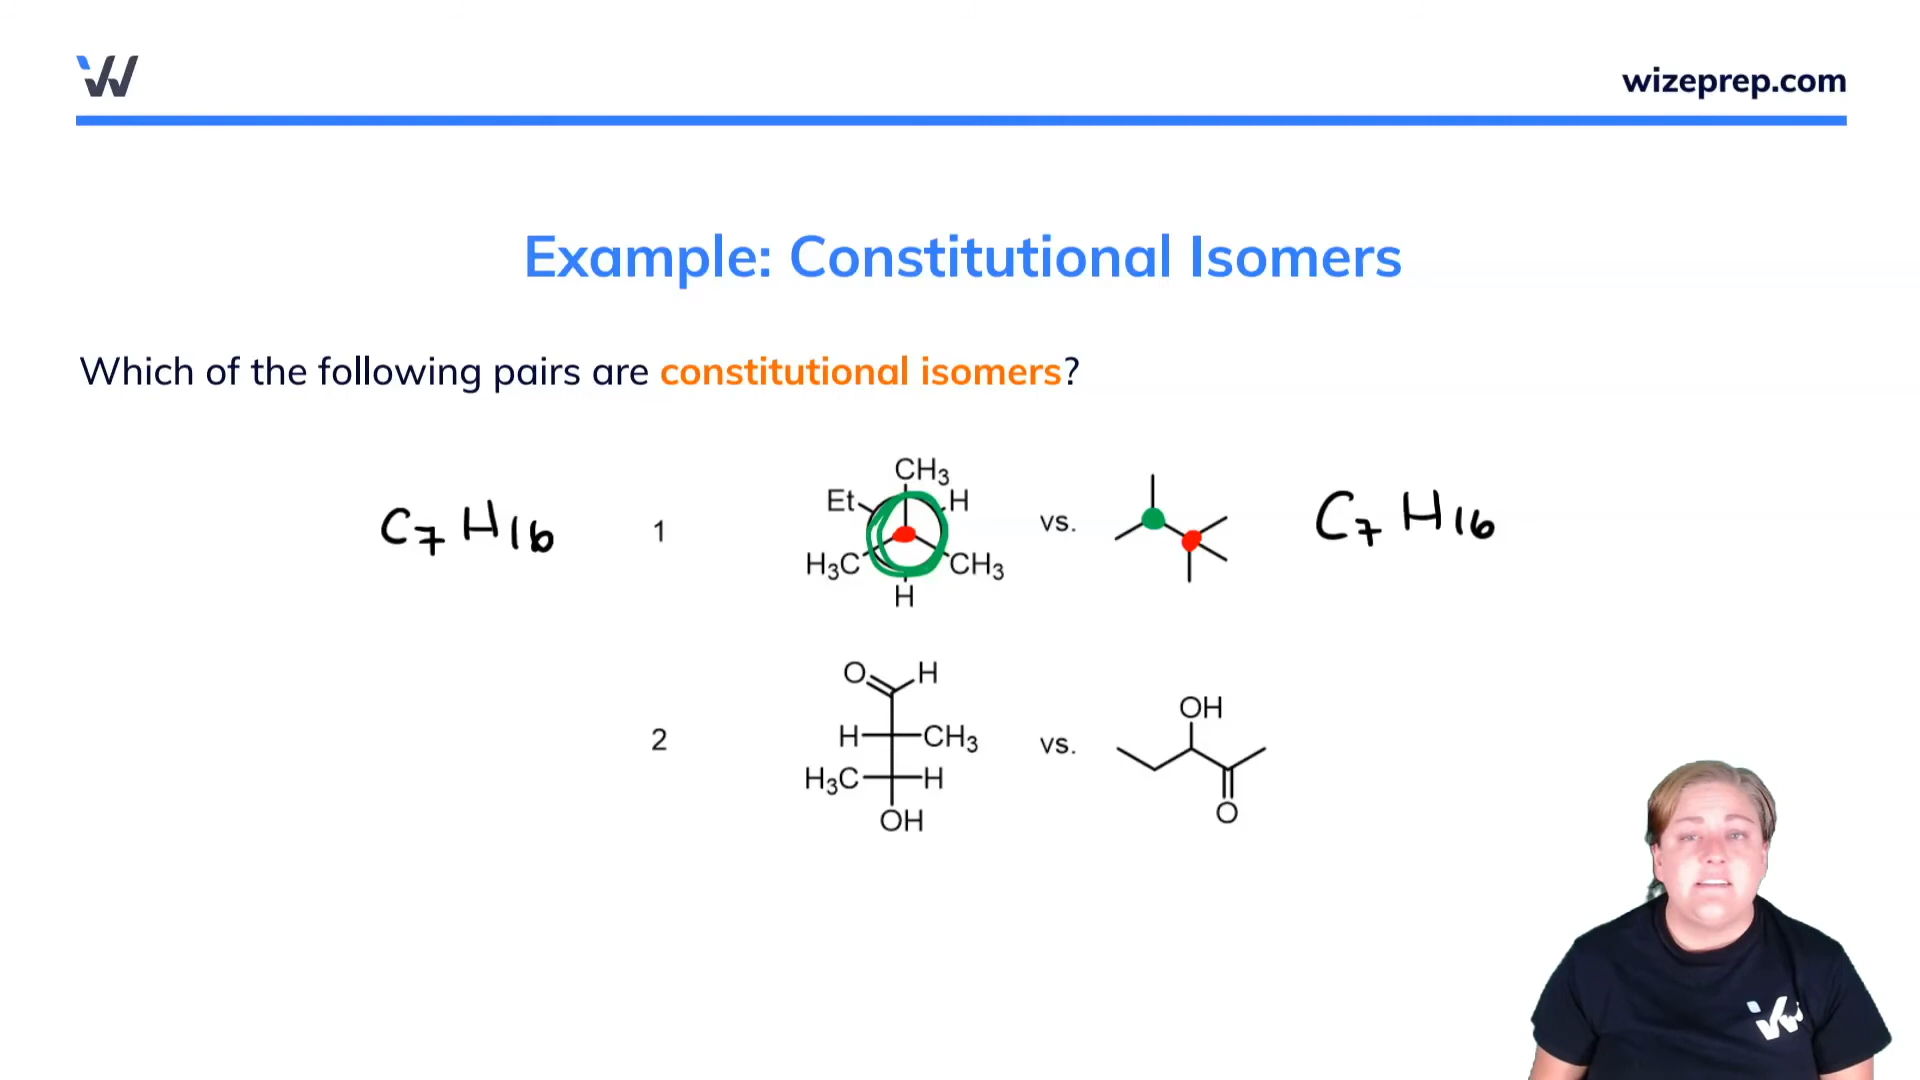 W
wizeprep.com
Example: Constitutional Isomers
Which of the following pairs are constitutional isomers?
C7H16
1
CH3
Et
H
H3C
CH3
H
vs.
C7H16
2
O
H
H
CH3
H3C
H
OH
vs.
OH
O
W